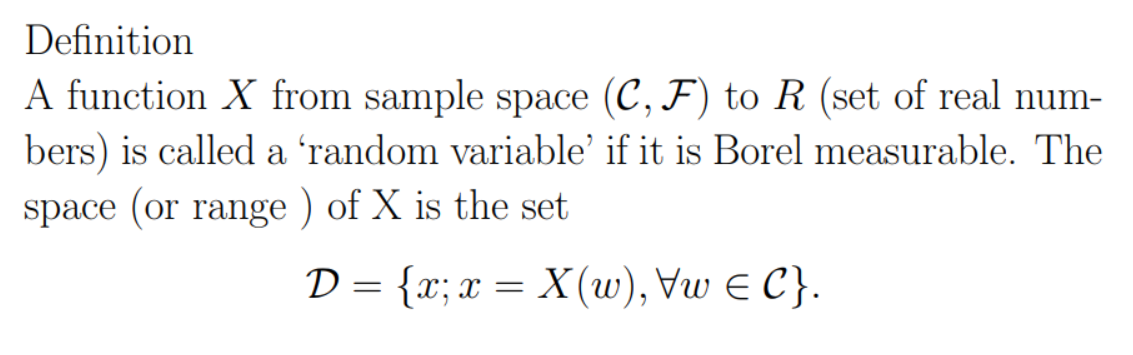 Definition
A function X from sample space (𝒞, ℱ) to R (set of real num-
bers) is called a ‘random variable’ if it is Borel measurable. The
space (or range ) of X is the set
𝒟 = {x; x = X(w), ∀w ∈ 𝒞}.